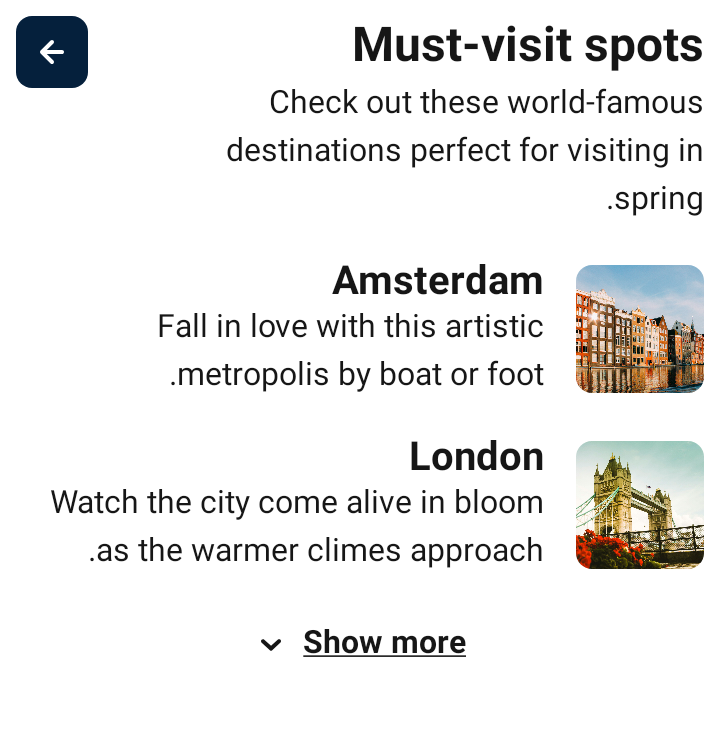 Must-visit spots
Check out these world-famous
destinations perfect for visiting in
.spring
Amsterdam
Fall in love with this artistic
.metropolis by boat or foot
London
Watch the city come alive in bloom
.as the warmer climes approach
Show more